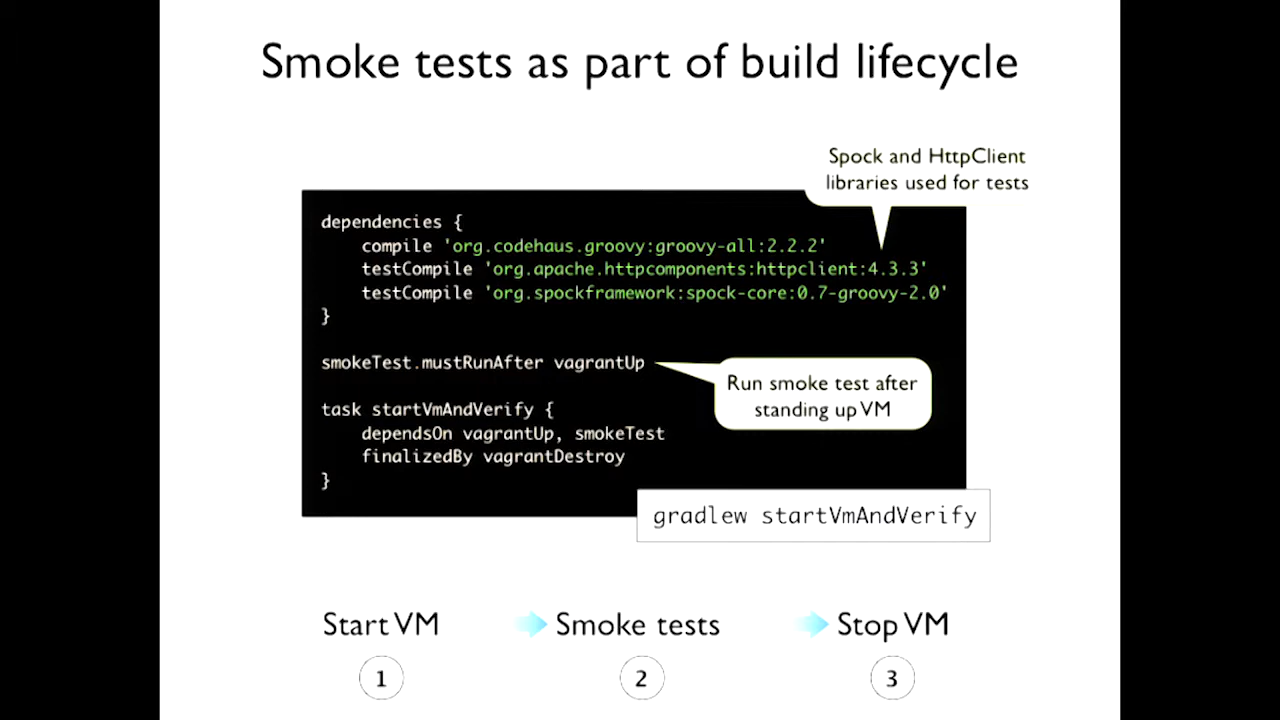 Smoke tests as part of build lifecycle
Spock and HttpClient
libraries used for tests
dependencies {
    compile 'org.codehaus.groovy:groovy-all:2.2.2'
    testCompile 'org.apache.httpcomponents:httpclient:4.3.3'
    testCompile 'org.spockframework:spock-core:0.7-groovy-2.0'
}
smokeTest.mustRunAfter vagrantUp
Run smoke test after
standing up VM
task startVmAndVerify {
    dependsOn vagrantUp, smokeTest
    finalizedBy vagrantDestroy
}
gradlew startVmAndVerify
Start VM
Smoke tests
Stop VM
1
2
3